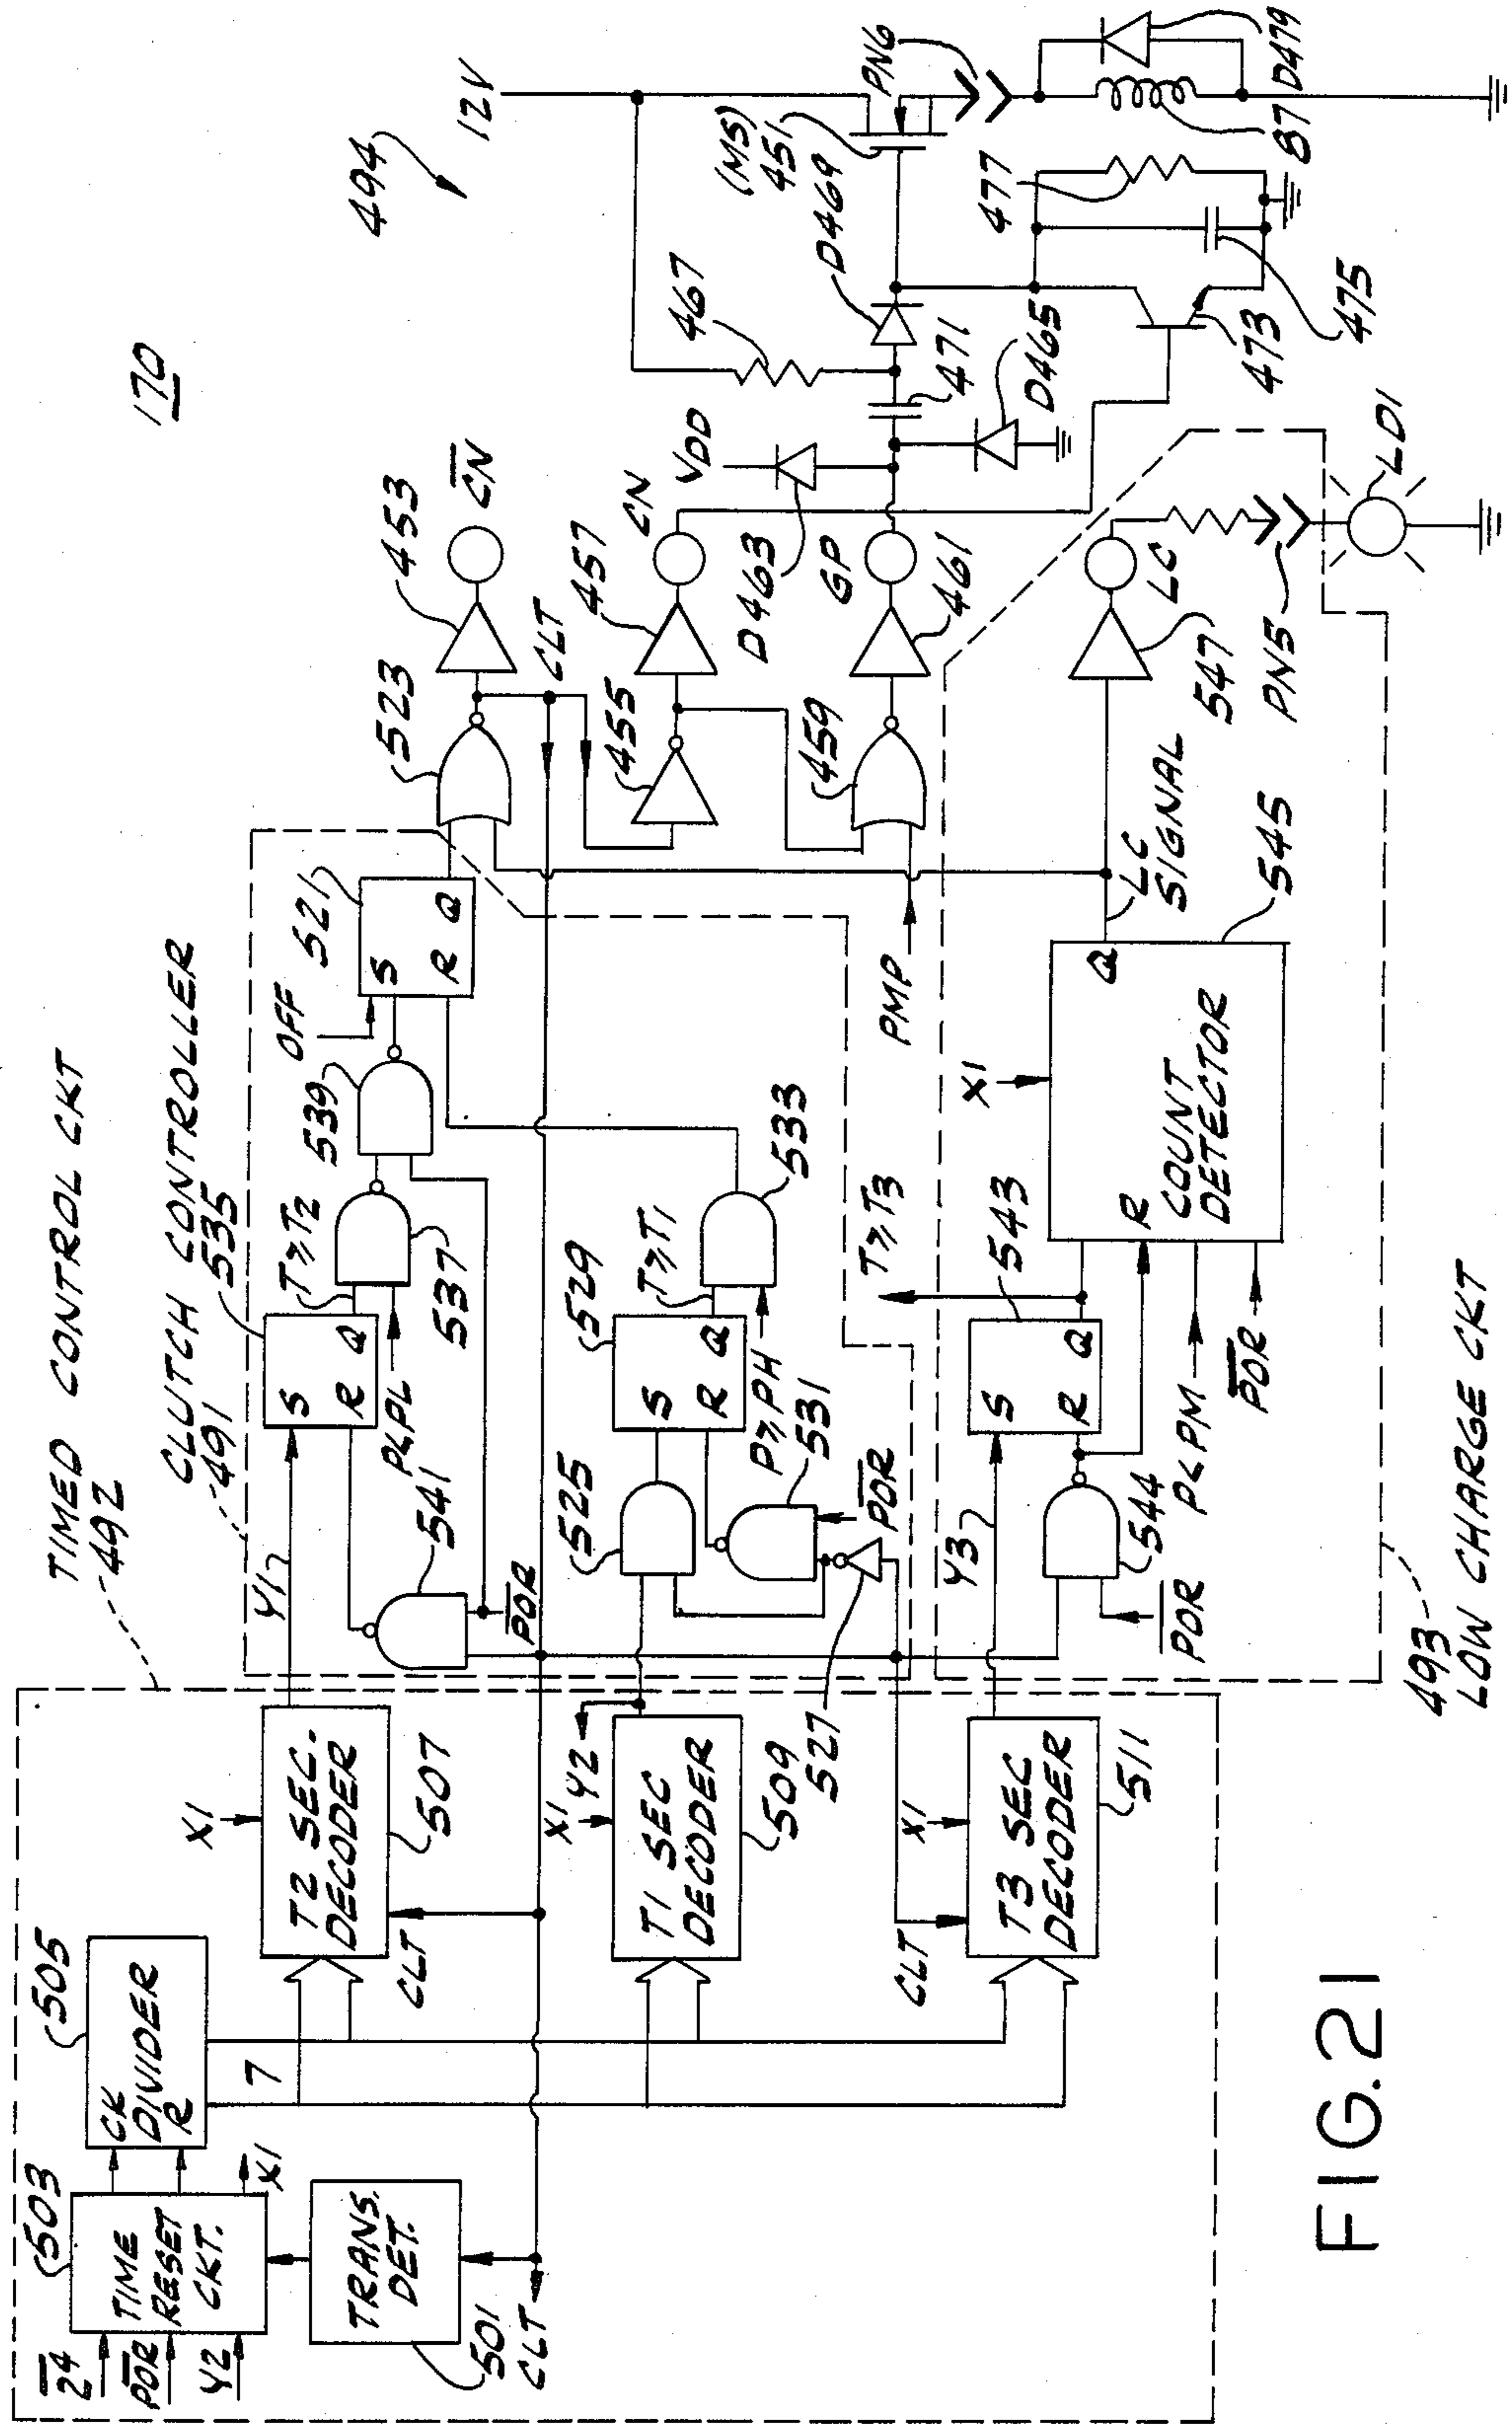 170
494
12V
TIMED CONTROL CKT
492
CLUTCH CONTROLLER
491
535
503
TIME
RESET
CKT.
24
POR
Y2
X1
505
CK
DIVIDER
R
7
TRANS.
DET.
501
CLT
X1
T2 SEC.
DECODER
507
CLT
X1
Y2
T1 SEC
DECODER
509
527
CLT
X1
T3 SEC
DECODER
511
Y1
S
R
Q
T≥T2
P<PL
537
539
541
POR
OFF
521
S
R
Q
525
529
S
R
Q
T≥T1
P≥PH
531
POR
533
T≥T3
Y3
543
S
R
Q
544
POR
X1
R
COUNT
DETECTOR
Q
545
P<PM
POR
LC
SIGNAL
523
453
CN
CLT
455
457
CN
459
PMP
461
GP
D463
VDD
D465
467
D469
471
473
475
477
(MS)
451
PN6
87
D479
547
LC
PN5
LD1
493
LOW CHARGE CKT
FIG. 21